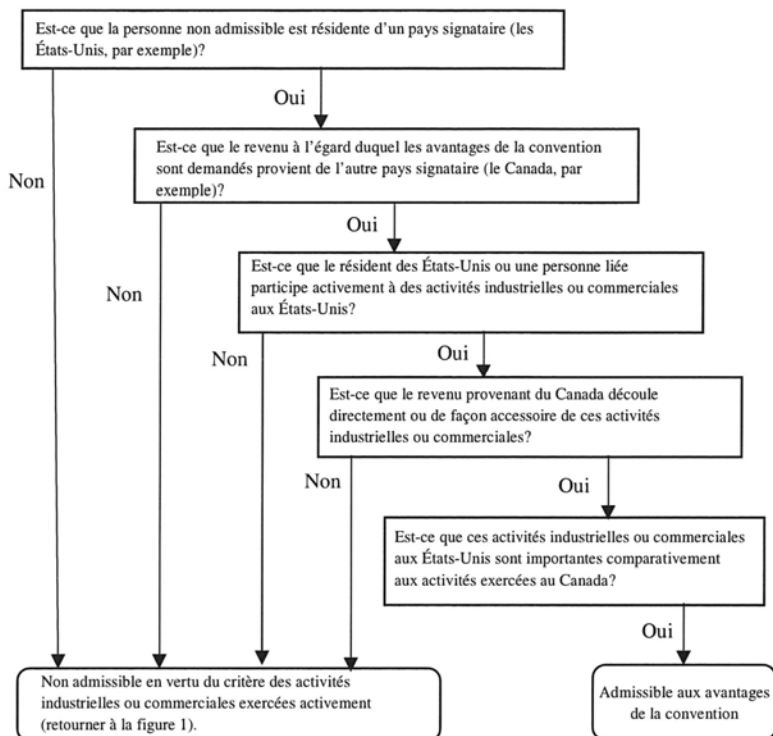 Est-ce que la personne non admissible est résidente d'un pays signataire (les
États-Unis, par exemple)?
Oui
Est-ce que le revenu à l'égard duquel les avantages de la convention
sont demandés provient de l'autre pays signataire (le Canada, par
exemple)?
Non
Oui
Est-ce que le résident des États-Unis ou une personne liée
participe activement à des activités industrielles ou commerciales
aux États-Unis?
Non
Oui
Non
Est-ce que le revenu provenant du Canada découle
directement ou de façon accessoire de ces activités
industrielles ou commerciales?
Non
Oui
Est-ce que ces activités industrielles ou commerciales
aux États-Unis sont importantes comparativement
aux activités exercées au Canada?
Oui
Non admissible en vertu du critère des activités
industrielles ou commerciales exercées activement
(retourner à la figure 1).
Admissible aux avantages
de la convention